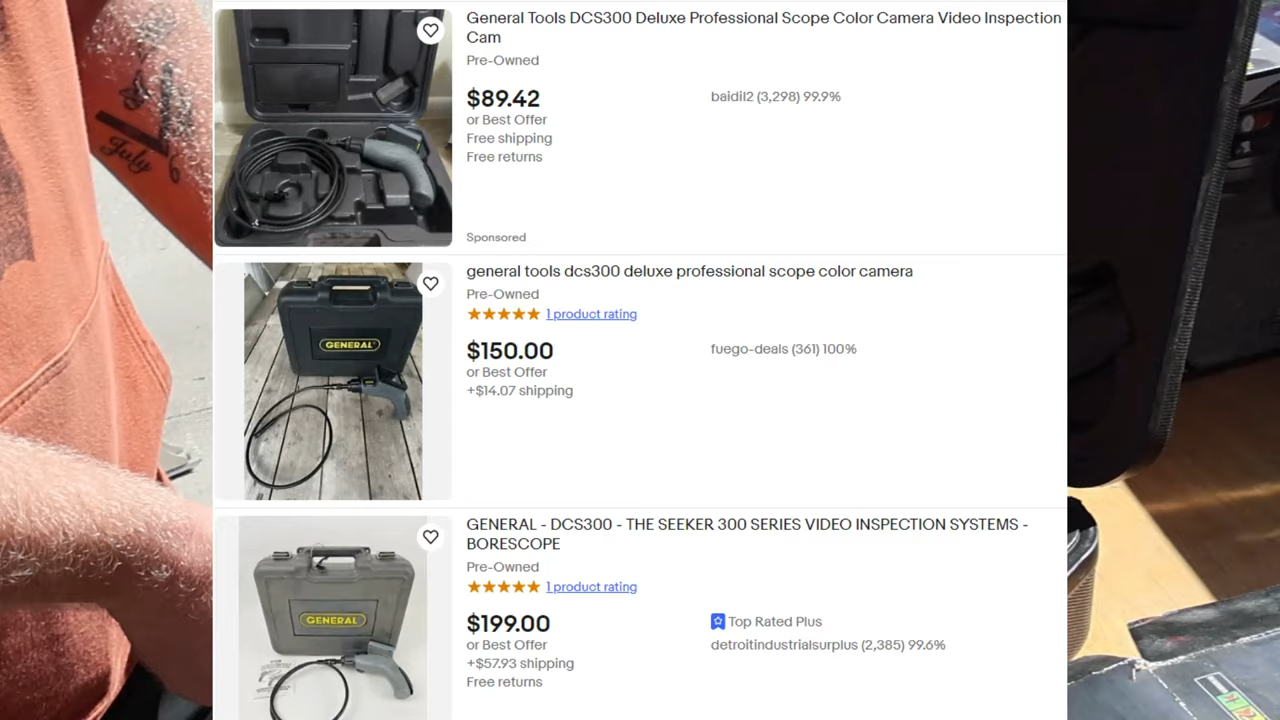 General Tools DCS300 Deluxe Professional Scope Color Camera Video Inspection
Cam
Pre-Owned
$89.42
baidil2 (3,298) 99.9%
or Best Offer
Free shipping
Free returns
Sponsored
general tools dcs300 deluxe professional scope color camera
Pre-Owned
1 product rating
$150.00
fuego-deals (361) 100%
or Best Offer
+$14.07 shipping
GENERAL
GENERAL - DCS300 - THE SEEKER 300 SERIES VIDEO INSPECTION SYSTEMS -
BORESCOPE
Pre-Owned
1 product rating
$199.00
Top Rated Plus
or Best Offer
detroitindustrialsurplus (2,385) 99.6%
+$57.93 shipping
Free returns
GENERAL
July